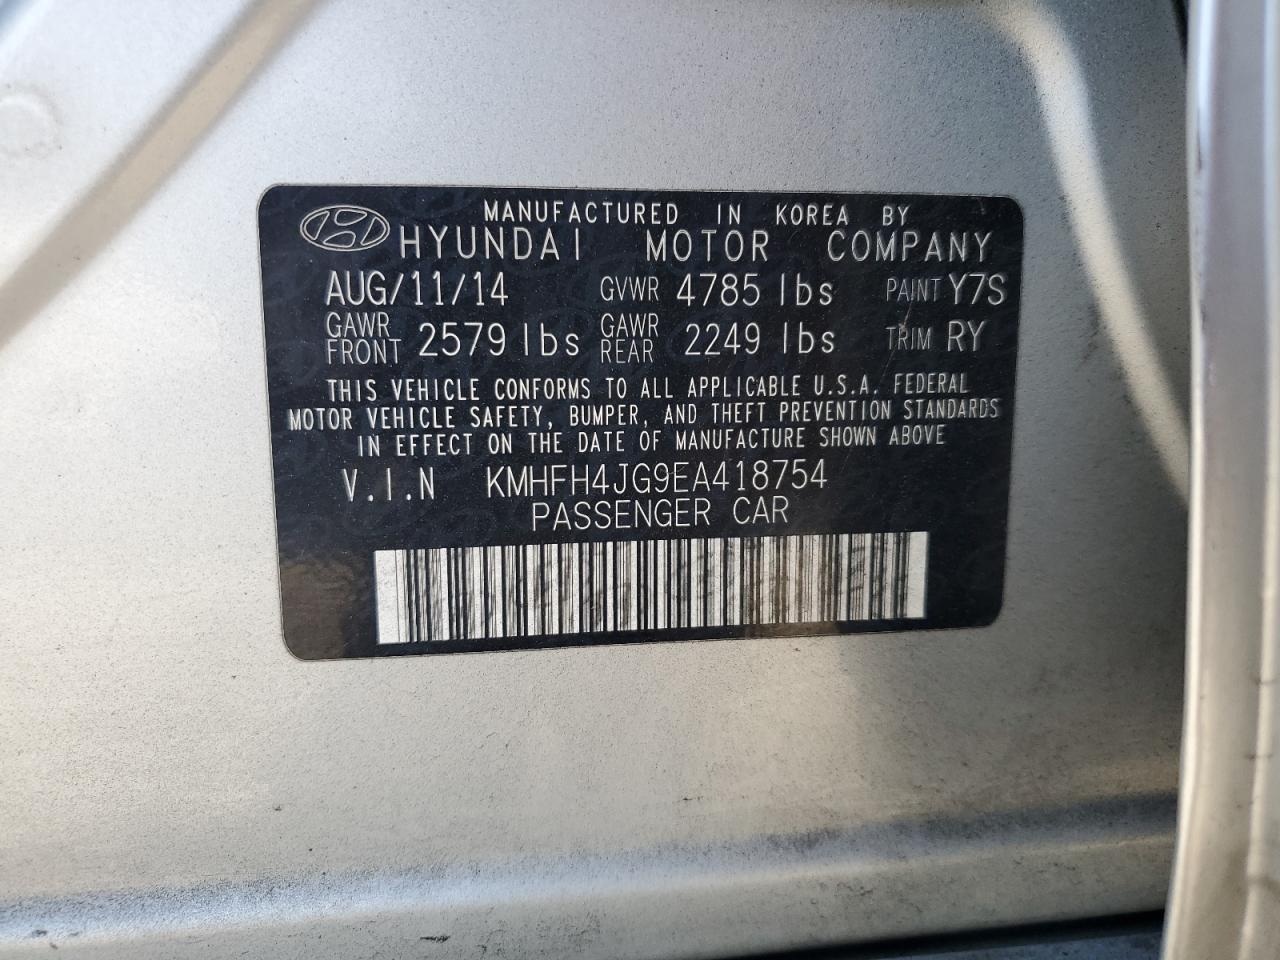 MANUFACTURED IN KOREA BY
HYUNDAI MOTOR COMPANY
AUG/11/14 GVWR 4785 lbs PAINT Y7S
GAWR FRONT 2579 lbs GAWR REAR 2249 lbs TRIM RY
THIS VEHICLE CONFORMS TO ALL APPLICABLE U.S.A. FEDERAL
MOTOR VEHICLE SAFETY, BUMPER, AND THEFT PREVENTION STANDARDS
IN EFFECT ON THE DATE OF MANUFACTURE SHOWN ABOVE
V.I.N KMHFH4JG9EA418754
PASSENGER CAR